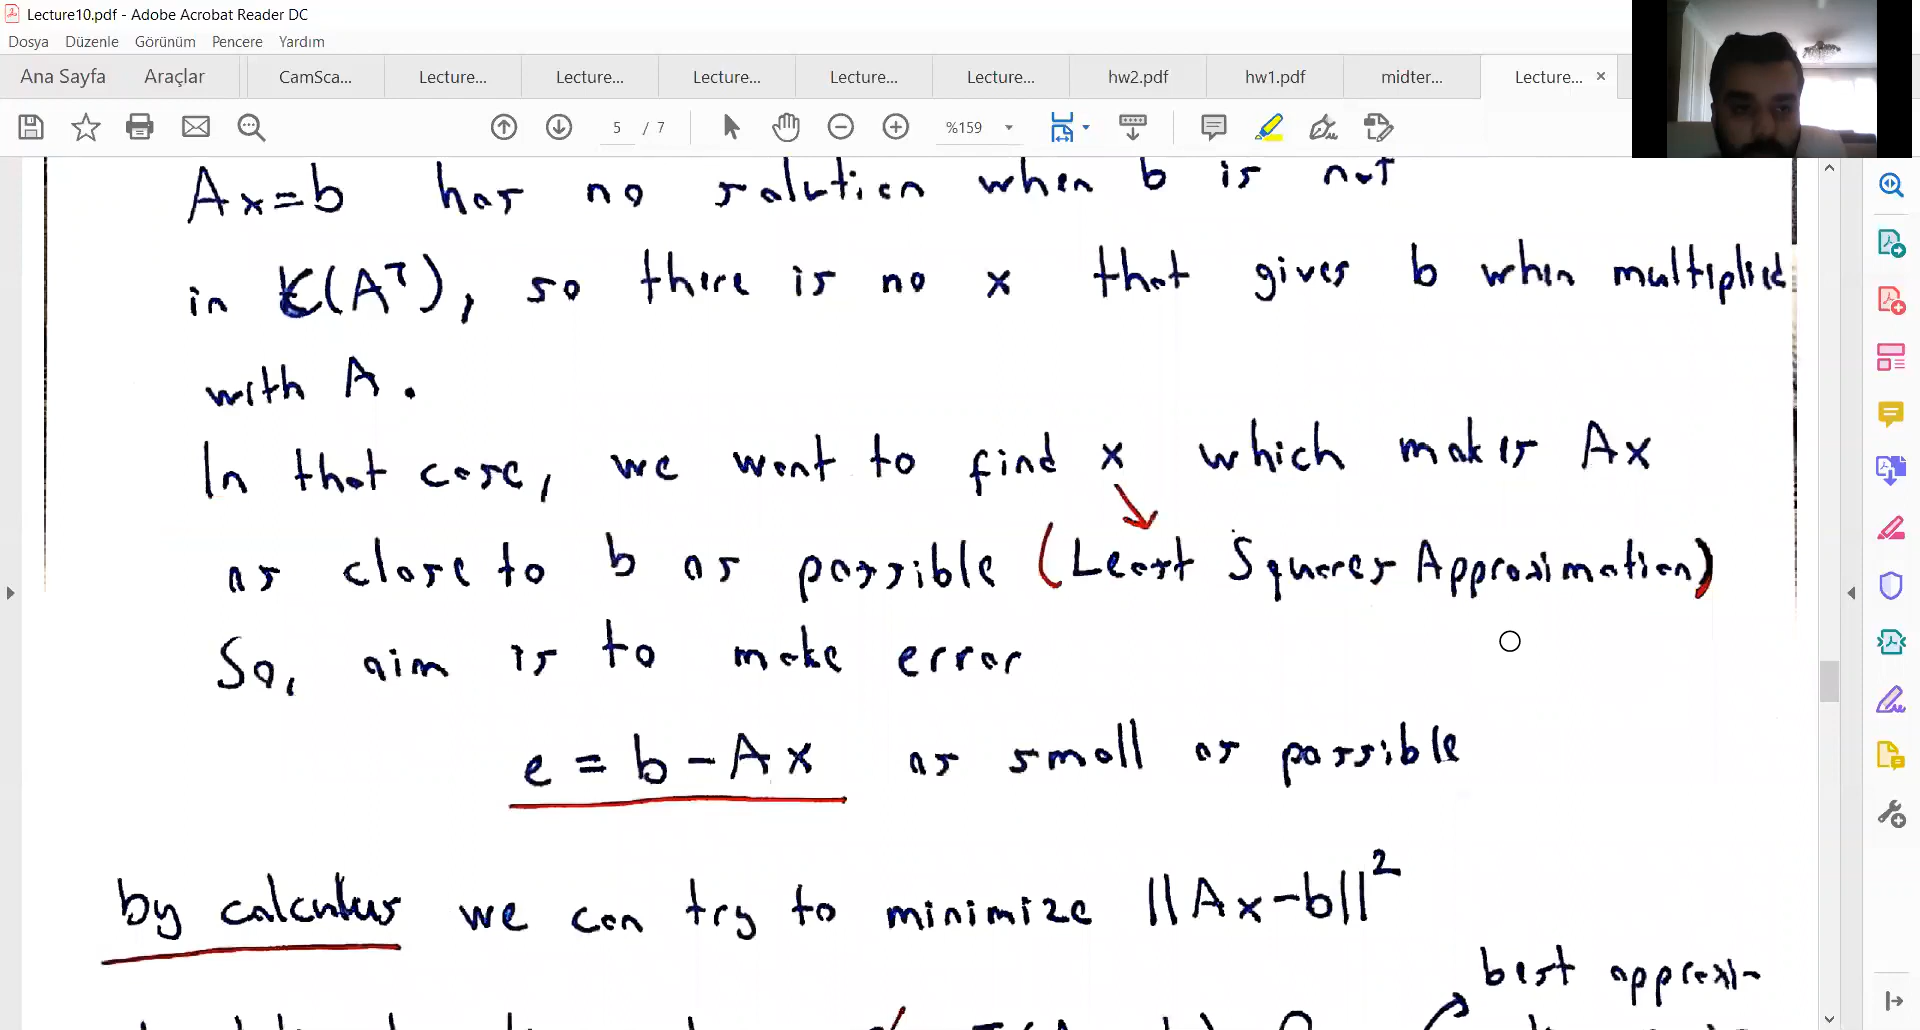 Lecture10.pdf - Adobe Acrobat Reader DC
Dosya Düzenle Görünüm Pencere Yardım
Ana Sayfa Araçlar CamSca... Lecture... Lecture... Lecture... Lecture... Lecture... hw2.pdf hw1.pdf midter... Lecture... ×
5 / 7 %159
Ax=b has no solution when b is not
in C(Aᵀ), so there is no x that gives b when multiplied
with A.
In that case, we want to find x which makes Ax
as close to b as possible (Least Squares Approximation)
So, aim is to make error
e = b - Ax as small as possible
by calculus we can try to minimize ||Ax-b||²
best approxi-